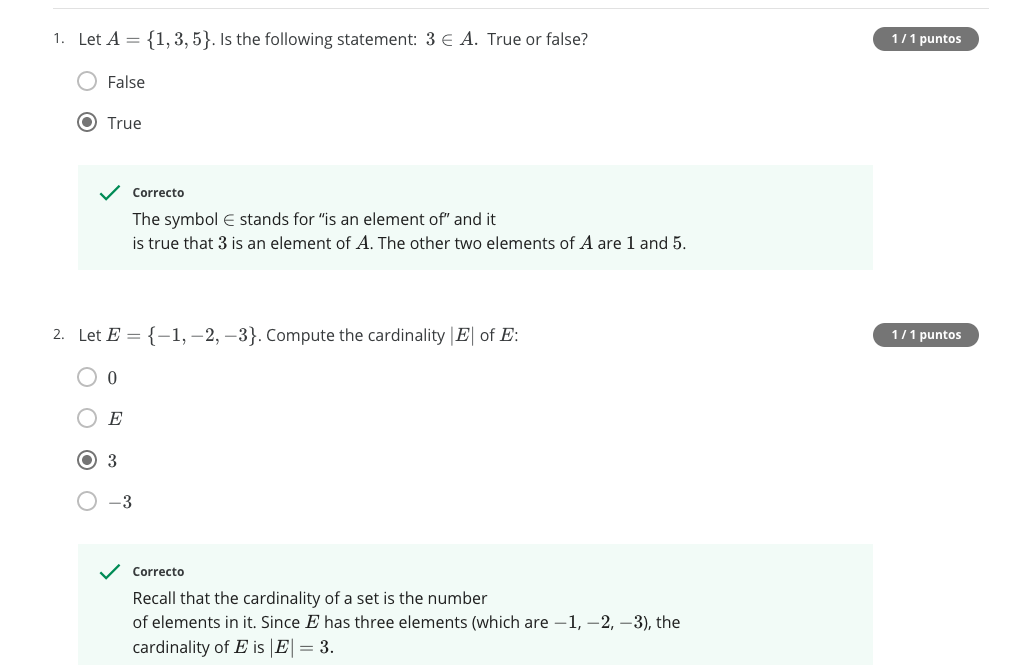 1. Let A = {1, 3, 5}. Is the following statement: 3 ∈ A. True or false?
1 / 1 puntos
False
True
Correcto
The symbol ∈ stands for “is an element of” and it
is true that 3 is an element of A. The other two elements of A are 1 and 5.
2. Let E = {−1, −2, −3}. Compute the cardinality |E| of E:
1 / 1 puntos
0
E
3
−3
Correcto
Recall that the cardinality of a set is the number
of elements in it. Since E has three elements (which are −1, −2, −3), the
cardinality of E is |E| = 3.